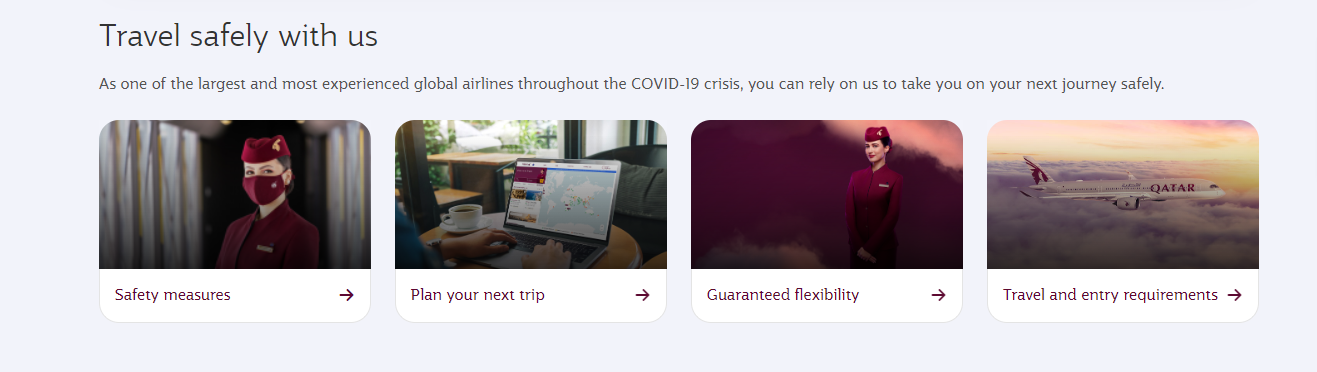 Travel safely with us
As one of the largest and most experienced global airlines throughout the COVID-19 crisis, you can rely on us to take you on your next journey safely.
QATAR
Safety measures
Plan your next trip
Guaranteed flexibility
Travel and entry requirements